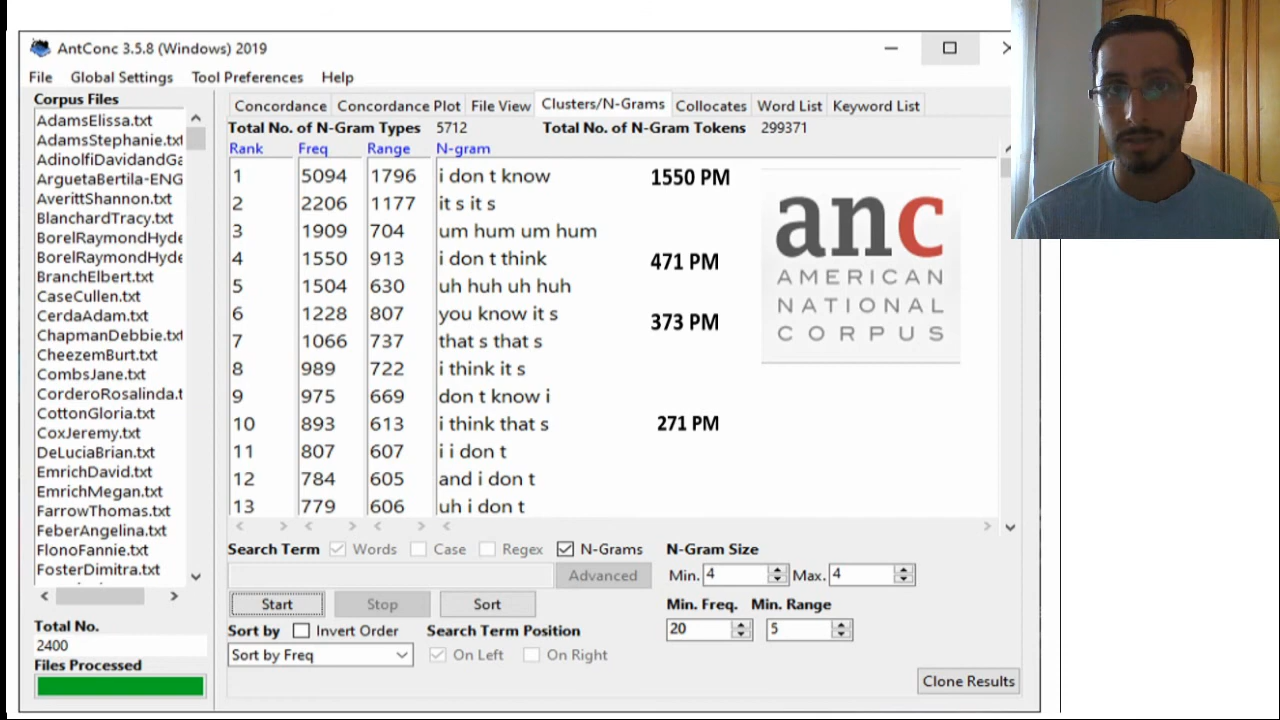 AntConc 3.5.8 (Windows) 2019
File Global Settings Tool Preferences Help
Corpus Files
AdamsElissa.txt
AdamsStephanie.txt
AdinolfiDavidandGa
ArguetaBertila-ENG
AverittShannon.txt
BlanchardTracy.txt
BorelRaymondHyde
BorelRaymondHyde
BranchElbert.txt
CaseCullen.txt
CerdaAdam.txt
ChapmanDebbie.txt
CheezemBurt.txt
CombsJane.txt
CorderoRosalinda.t
CottonGloria.txt
CoxJeremy.txt
DeLuciaBrian.txt
EmrichDavid.txt
EmrichMegan.txt
FarrowThomas.txt
FeberAngelina.txt
FlonoFannie.txt
FosterDimitra.txt
Total No.
2400
Files Processed
Concordance Concordance Plot File View Clusters/N-Grams Collocates Word List Keyword List
Total No. of N-Gram Types 5712 Total No. of N-Gram Tokens 299371
Rank Freq Range N-gram
1 5094 1796 i don t know 1550 PM
2 2206 1177 it s it s
3 1909 704 um hum um hum
4 1550 913 i don t think 471 PM
5 1504 630 uh huh uh huh
6 1228 807 you know it s 373 PM
7 1066 737 that s that s
8 989 722 i think it s
9 975 669 don t know i
10 893 613 i think that s 271 PM
11 807 607 i i don t
12 784 605 and i don t
13 779 606 uh i don t
anc
AMERICAN
NATIONAL
CORPUS
Search Term Words Case Regex N-Grams N-Gram Size
Advanced Min. 4 Max. 4
Start Stop Sort Min. Freq. Min. Range
20 5
Sort by Invert Order Search Term Position
Sort by Freq On Left On Right
Clone Results